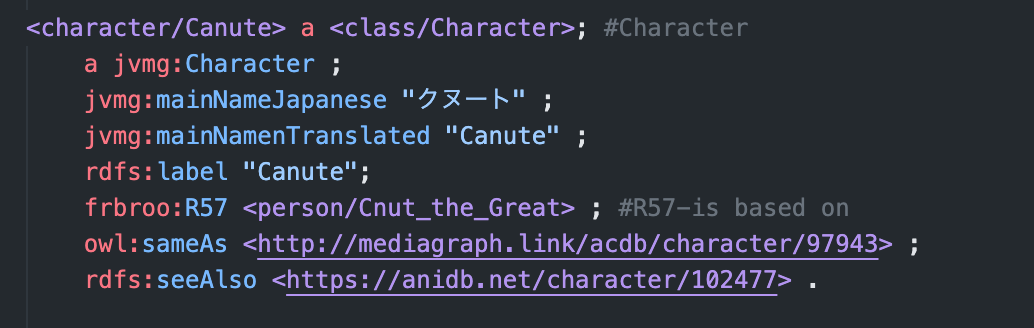 <character/Canute> a <class/Character>; #Character
a jvmg:Character ;
jvmg:mainNameJapanese "クヌート" ;
jvmg:mainNamenTranslated "Canute" ;
rdfs:label "Canute";
frbroo:R57 <person/Cnut_the_Great> ; #R57-is based on
owl:sameAs <http://mediagraph.link/acdb/character/97943> ;
rdfs:seeAlso <https://anidb.net/character/102477> .